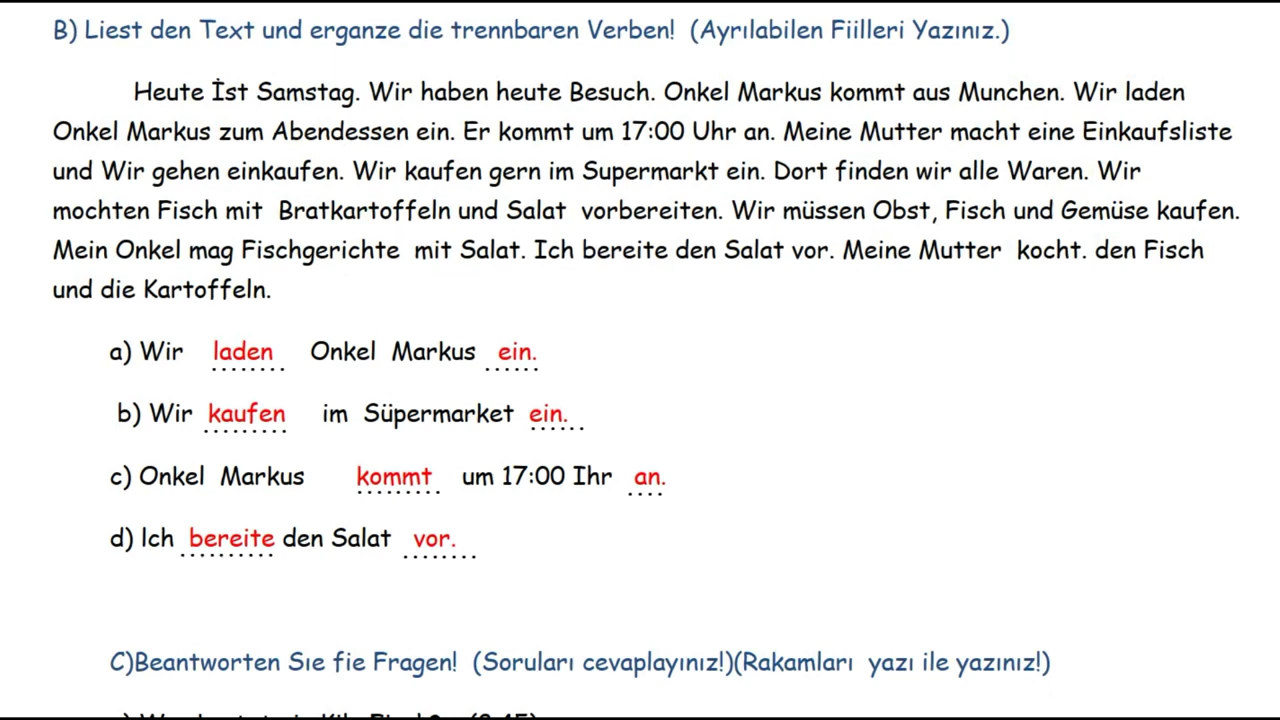 B) Liest den Text und erganze die trennbaren Verben! (Ayrılabilen Fiilleri Yazınız.)
Heute İst Samstag. Wir haben heute Besuch. Onkel Markus kommt aus Munchen. Wir laden
Onkel Markus zum Abendessen ein. Er kommt um 17:00 Uhr an. Meine Mutter macht eine Einkaufsliste
und Wir gehen einkaufen. Wir kaufen gern im Supermarkt ein. Dort finden wir alle Waren. Wir
mochten Fisch mit Bratkartoffeln und Salat vorbereiten. Wir müssen Obst, Fisch und Gemüse kaufen.
Mein Onkel mag Fischgerichte mit Salat. Ich bereite den Salat vor. Meine Mutter kocht. den Fisch
und die Kartoffeln.
a) Wir laden Onkel Markus ein.
b) Wir kaufen im Süpermarket ein.
c) Onkel Markus kommt um 17:00 Ihr an.
d) Ich bereite den Salat vor.
C)Beantworten Sıe fie Fragen! (Soruları cevaplayınız!)(Rakamları yazı ile yazınız!)